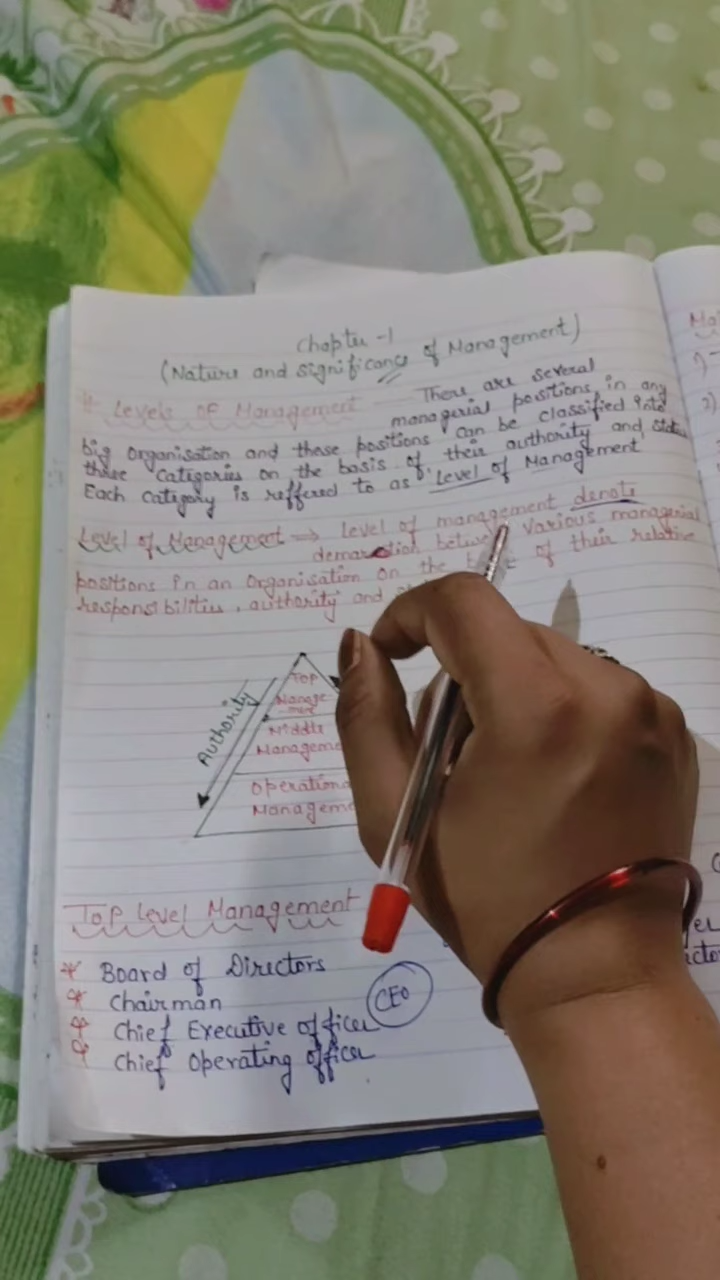 Chapter -1
(Nature and Significance of Management)
# Levels of Management There are several
managerial positions in any
big organisation and these positions can be classified into
three categories on the basis of their authority and
Each category is reffered to as "Level of Management
Level of Management ⇒ Level of management denote
various managerial
positions in an Organisation on the of their relative
responsibilities, authority and
Authority
Top
Manage
ment
Middle
Manageme
Operationa
Manageme
Top Level Management
* Board of Directors
* Chairman
* Chief Executive officer
CEO
* Chief Operating officer
Ma
1)
2)